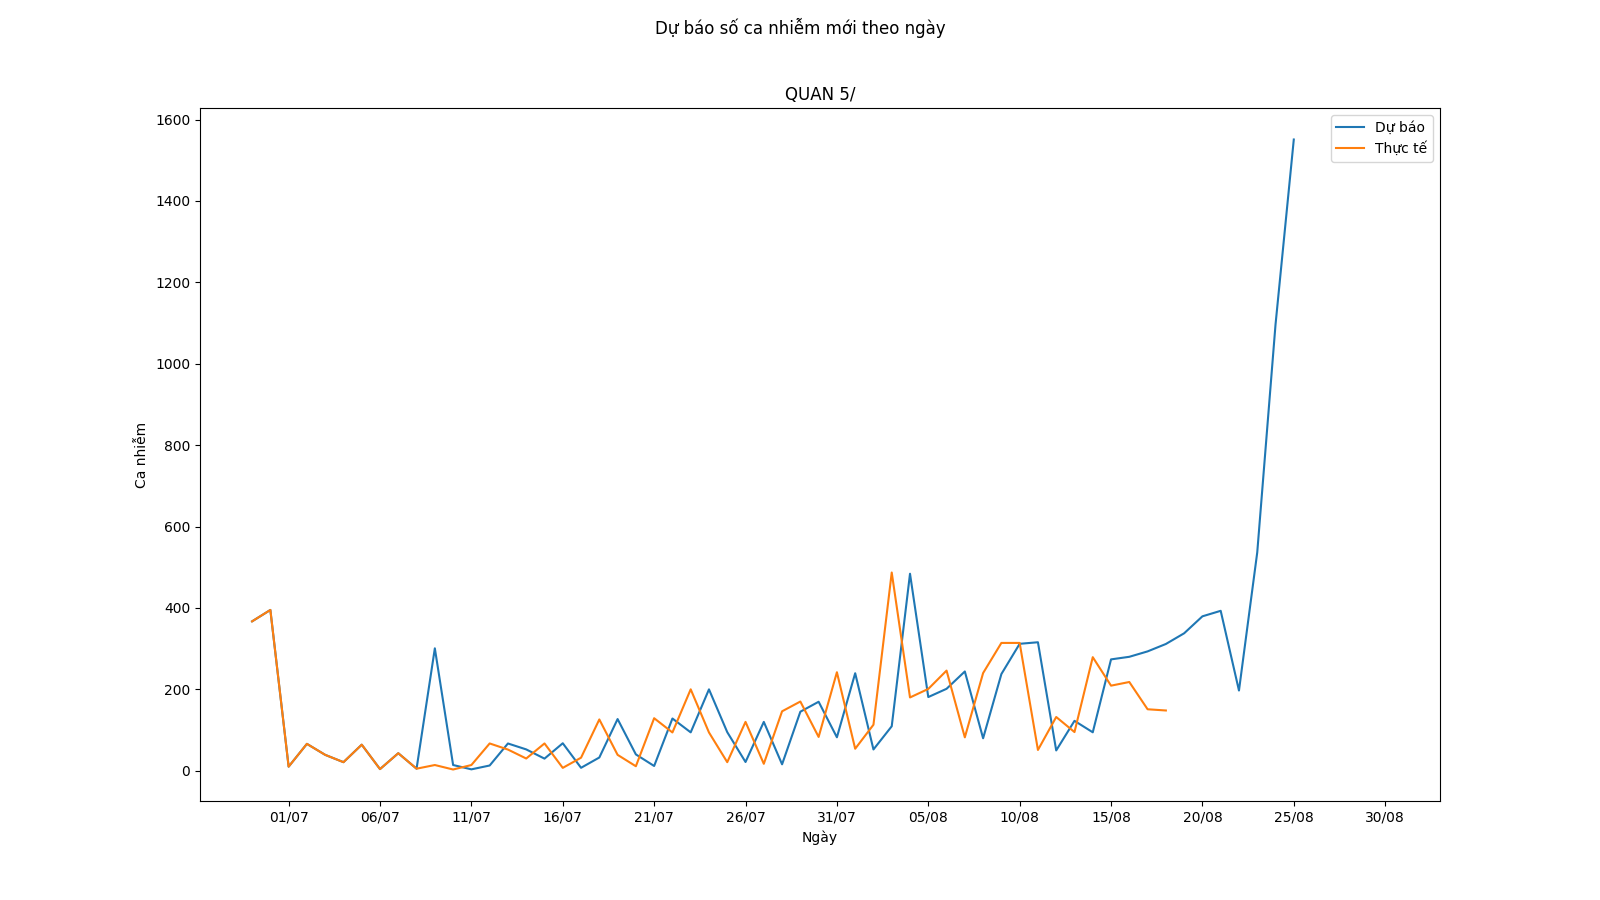 Dự báo số ca nhiễm mới theo ngày
QUAN 5/
1600
1400
1200
1000
800
600
400
200
0
Ca nhiễm
Dự báo
Thực tế
01/07 06/07 11/07 16/07 21/07 26/07 31/07 05/08 10/08 15/08 20/08 25/08 30/08
Ngày